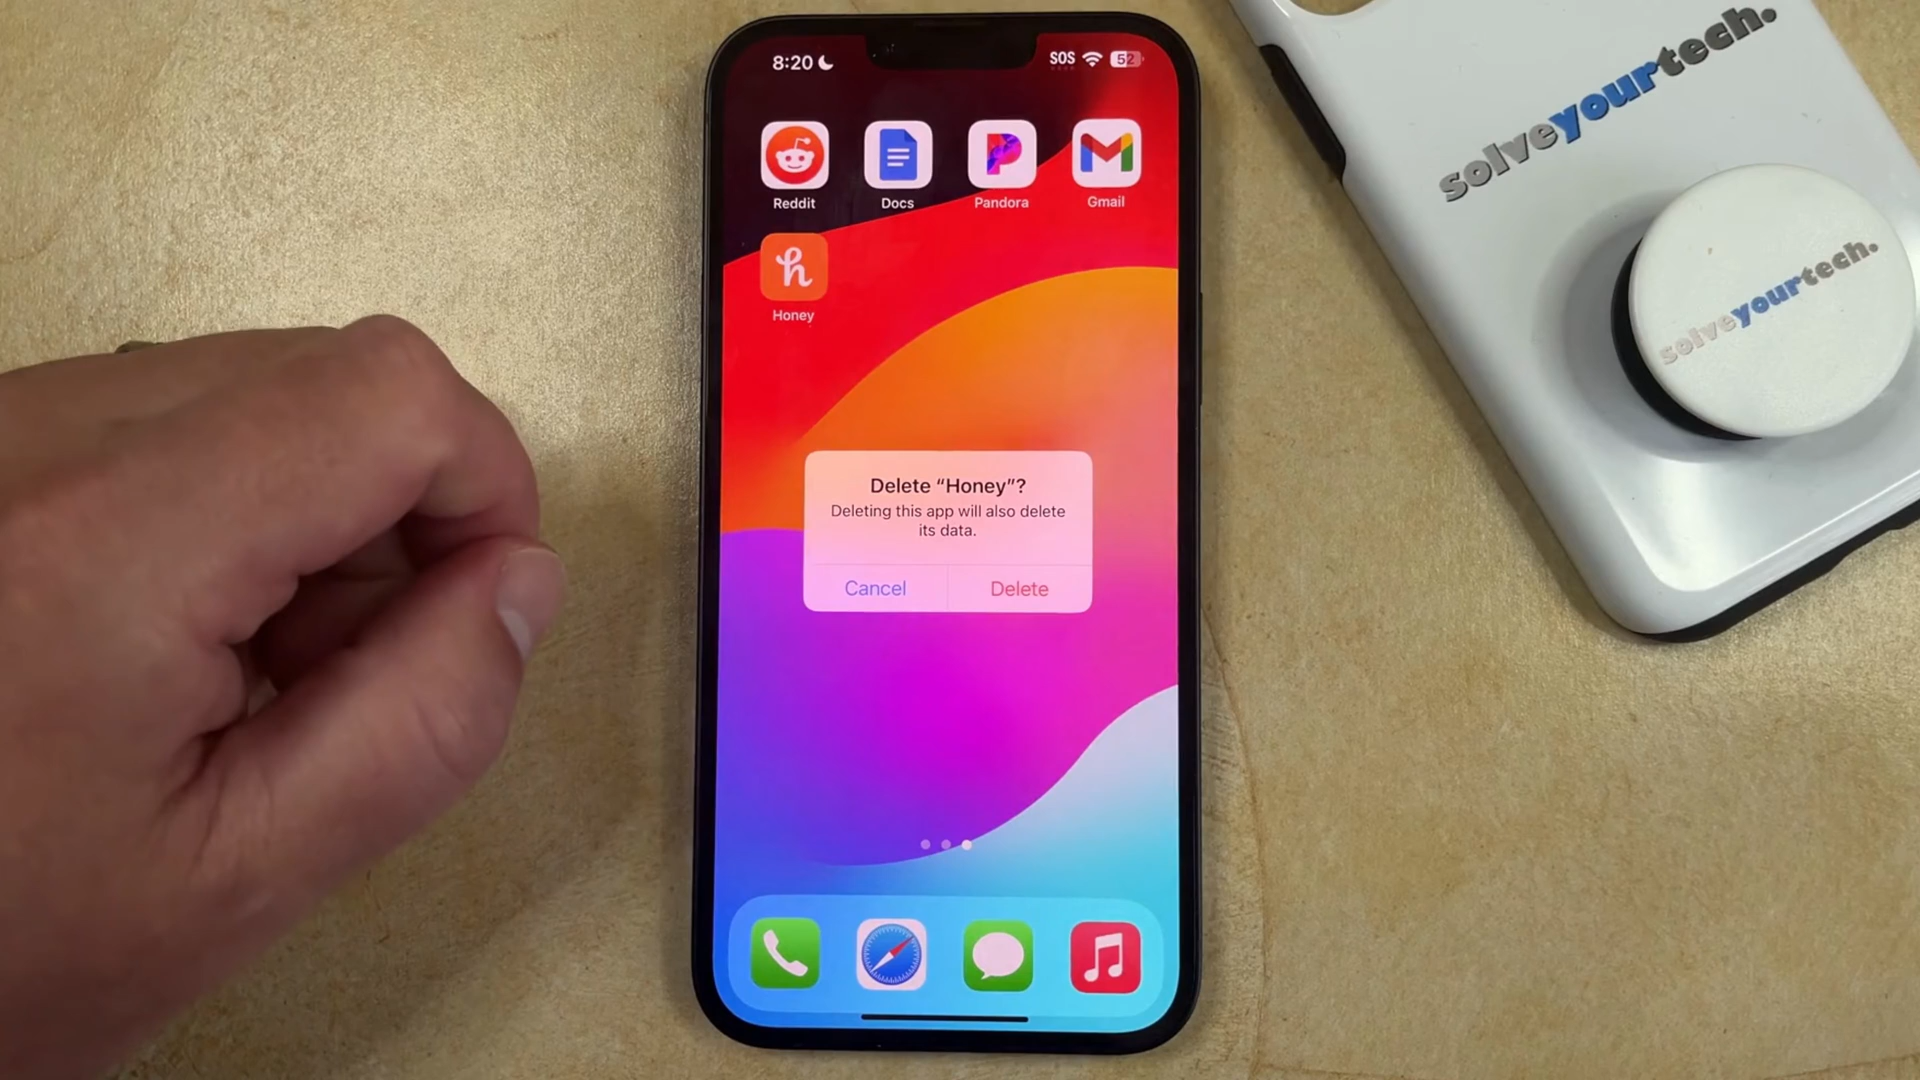 8:20
SOS
52
Reddit
Docs
Pandora
Gmail
h
Honey
Delete “Honey”?
Deleting this app will also delete
its data.
Cancel
Delete
solveyourtech.
solveyourtech.